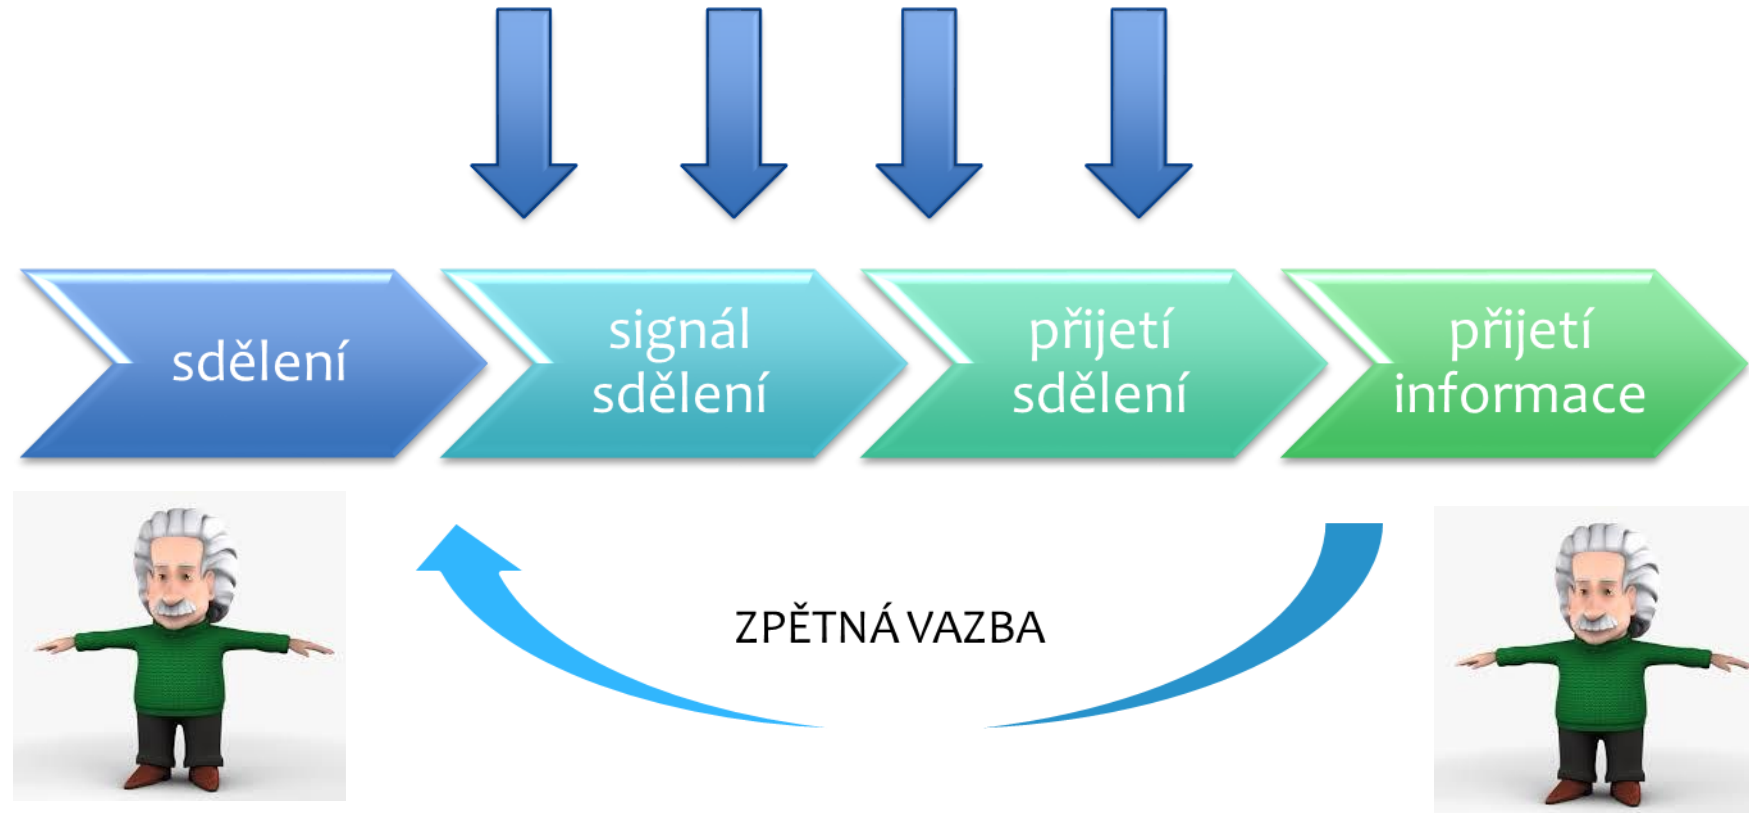 sdělení
signál
sdělení
přijetí
sdělení
přijetí
informace
ZPĚTNÁ VAZBA